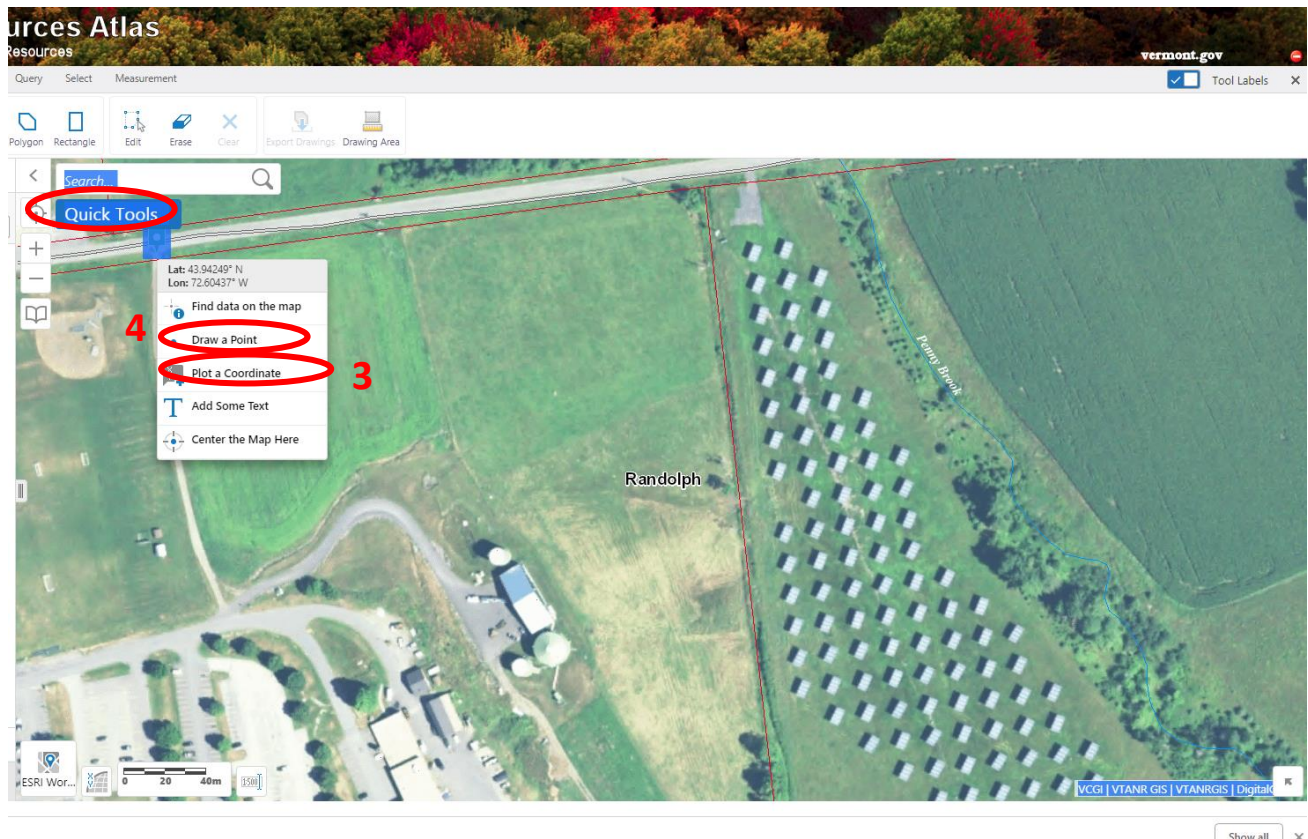 urces Atlas
Resources
vermont.gov
Query Select Measurement
Tool Labels
Polygon Rectangle Edit Erase Clear Export Drawings Drawing Area
Search...
Quick Tools
Lat: 43.94249° N
Lon: 72.60437° W
Find data on the map
4
Draw a Point
Plot a Coordinate
3
Add Some Text
Center the Map Here
Penny Brook
Randolph
ESRI Wor...
0 20 40m
VCGI | VTANR GIS | VTANRGIS | Digital
Show all